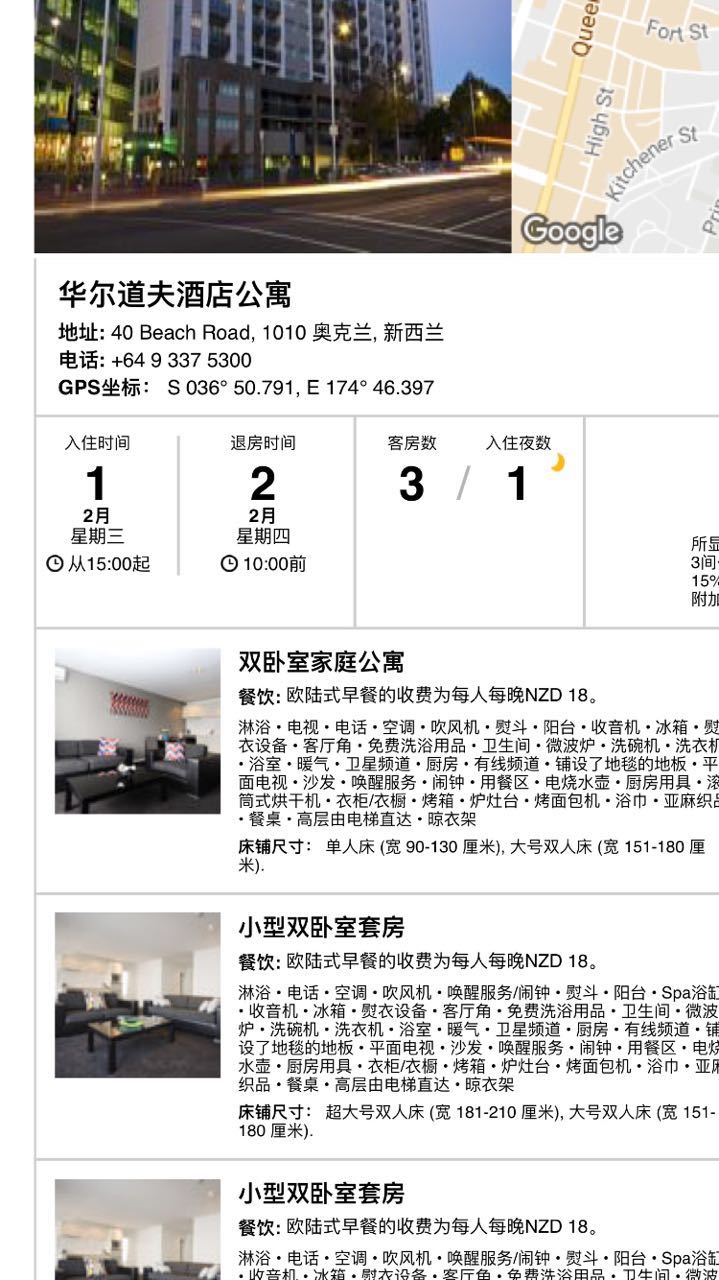 Queen
Fort St
High St
Kitchener St
Google
华尔道夫酒店公寓
地址: 40 Beach Road, 1010 奥克兰, 新西兰
电话: +64 9 337 5300
GPS坐标： S 036° 50.791, E 174° 46.397
入住时间 退房时间 客房数 入住夜数
1 2 3 / 1
2月 2月
星期三 星期四
从15:00起 10:00前
所显
3间
15%
附加
双卧室家庭公寓
餐饮: 欧陆式早餐的收费为每人每晚NZD 18。
淋浴・电视・电话・空调・吹风机・熨斗・阳台・收音机・冰箱・熨
衣设备・客厅角・免费洗浴用品・卫生间・微波炉・洗碗机・洗衣机
・浴室・暖气・卫星频道・厨房・有线频道・铺设了地毯的地板・平
面电视・沙发・唤醒服务・闹钟・用餐区・电烧水壶・厨房用具・滚
筒式烘干机・衣柜/衣橱・烤箱・炉灶台・烤面包机・浴巾・亚麻织品
・餐桌・高层由电梯直达・晾衣架
床铺尺寸： 单人床 (宽 90-130 厘米), 大号双人床 (宽 151-180 厘
米).
小型双卧室套房
餐饮: 欧陆式早餐的收费为每人每晚NZD 18。
淋浴・电话・空调・吹风机・唤醒服务/闹钟・熨斗・阳台・Spa浴缸
・收音机・冰箱・熨衣设备・客厅角・免费洗浴用品・卫生间・微波
炉・洗碗机・洗衣机・浴室・暖气・卫星频道・厨房・有线频道・铺
设了地毯的地板・平面电视・沙发・唤醒服务・闹钟・用餐区・电烧
水壶・厨房用具・衣柜/衣橱・烤箱・炉灶台・烤面包机・浴巾・亚麻
织品・餐桌・高层由电梯直达・晾衣架
床铺尺寸： 超大号双人床 (宽 181-210 厘米), 大号双人床 (宽 151-
180 厘米).
小型双卧室套房
餐饮: 欧陆式早餐的收费为每人每晚NZD 18。
淋浴・电话・空调・吹风机・唤醒服务/闹钟・熨斗・阳台・Spa浴缸
・收音机・冰箱・熨衣设备・客厅角・免费洗浴用品・卫生间・微波